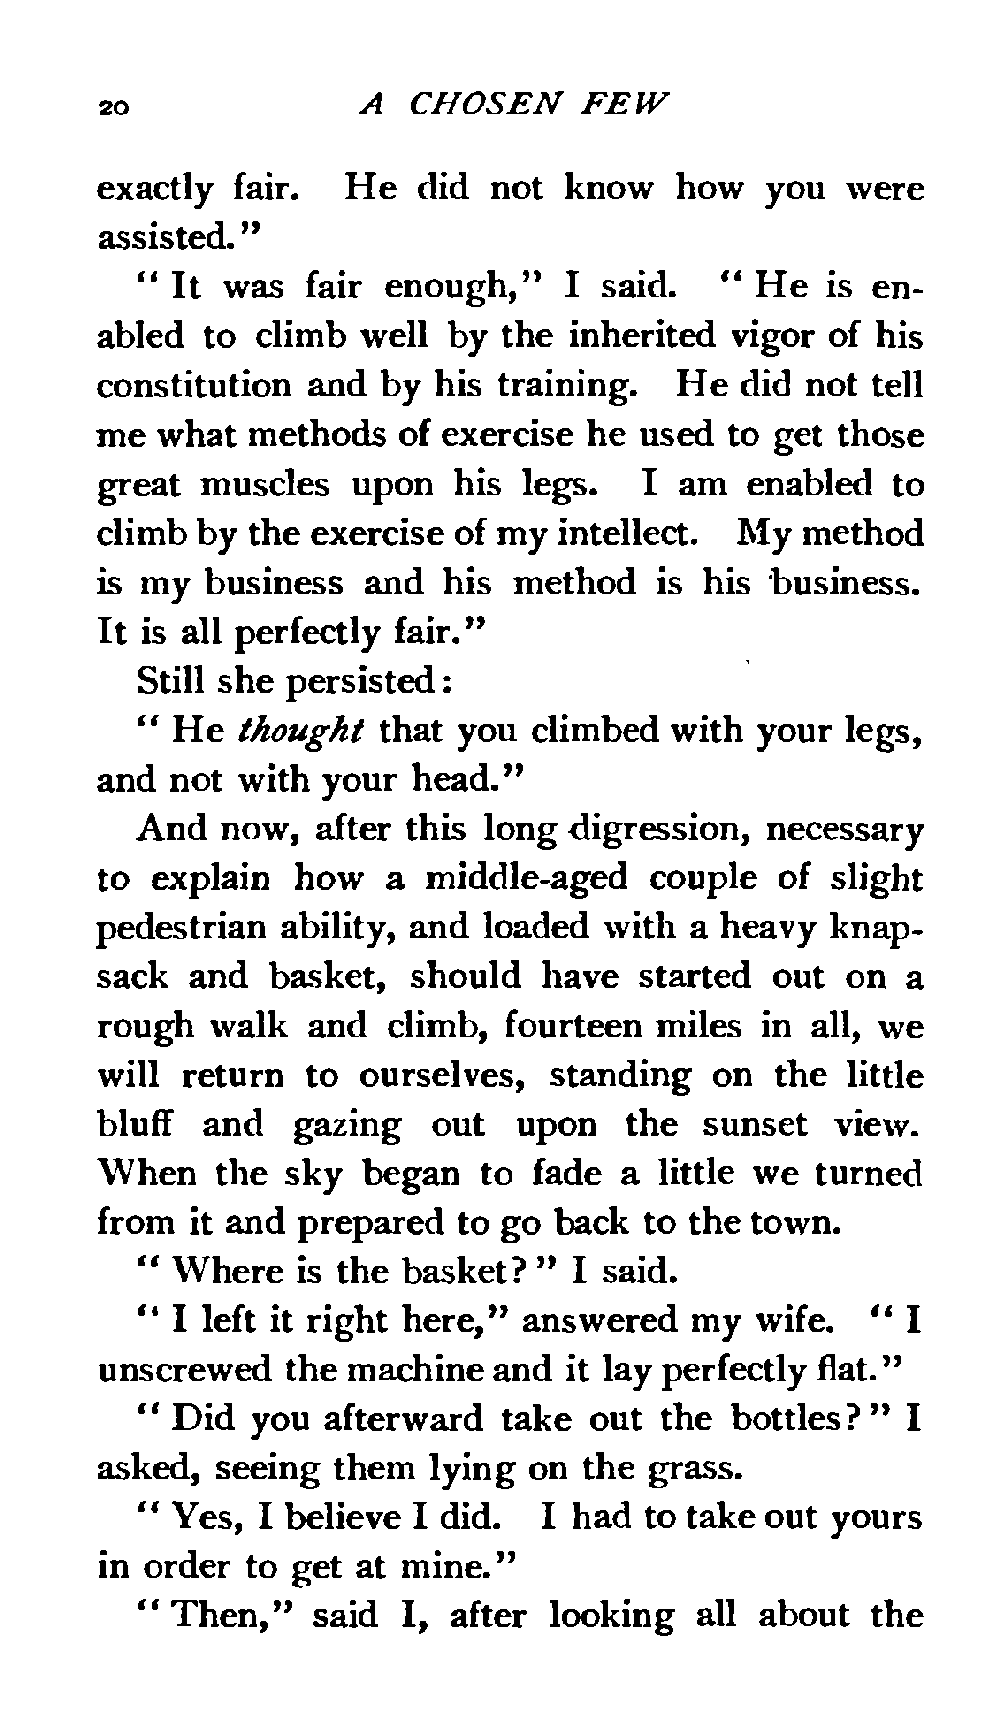 20 A CHOSEN FEW
exactly fair. He did not know how you were
assisted."
" It was fair enough," I said. " He is en-
abled to climb well by the inherited vigor of his
constitution and by his training. He did not tell
me what methods of exercise he used to get those
great muscles upon his legs. I am enabled to
climb by the exercise of my intellect. My method
is my business and his method is his business.
It is all perfectly fair."
Still she persisted:
" He thought that you climbed with your legs,
and not with your head."
And now, after this long digression, necessary
to explain how a middle-aged couple of slight
pedestrian ability, and loaded with a heavy knap-
sack and basket, should have started out on a
rough walk and climb, fourteen miles in all, we
will return to ourselves, standing on the little
bluff and gazing out upon the sunset view.
When the sky began to fade a little we turned
from it and prepared to go back to the town.
" Where is the basket? " I said.
" I left it right here," answered my wife. " I
unscrewed the machine and it lay perfectly flat."
" Did you afterward take out the bottles? " I
asked, seeing them lying on the grass.
" Yes, I believe I did. I had to take out yours
in order to get at mine."
" Then," said I, after looking all about the